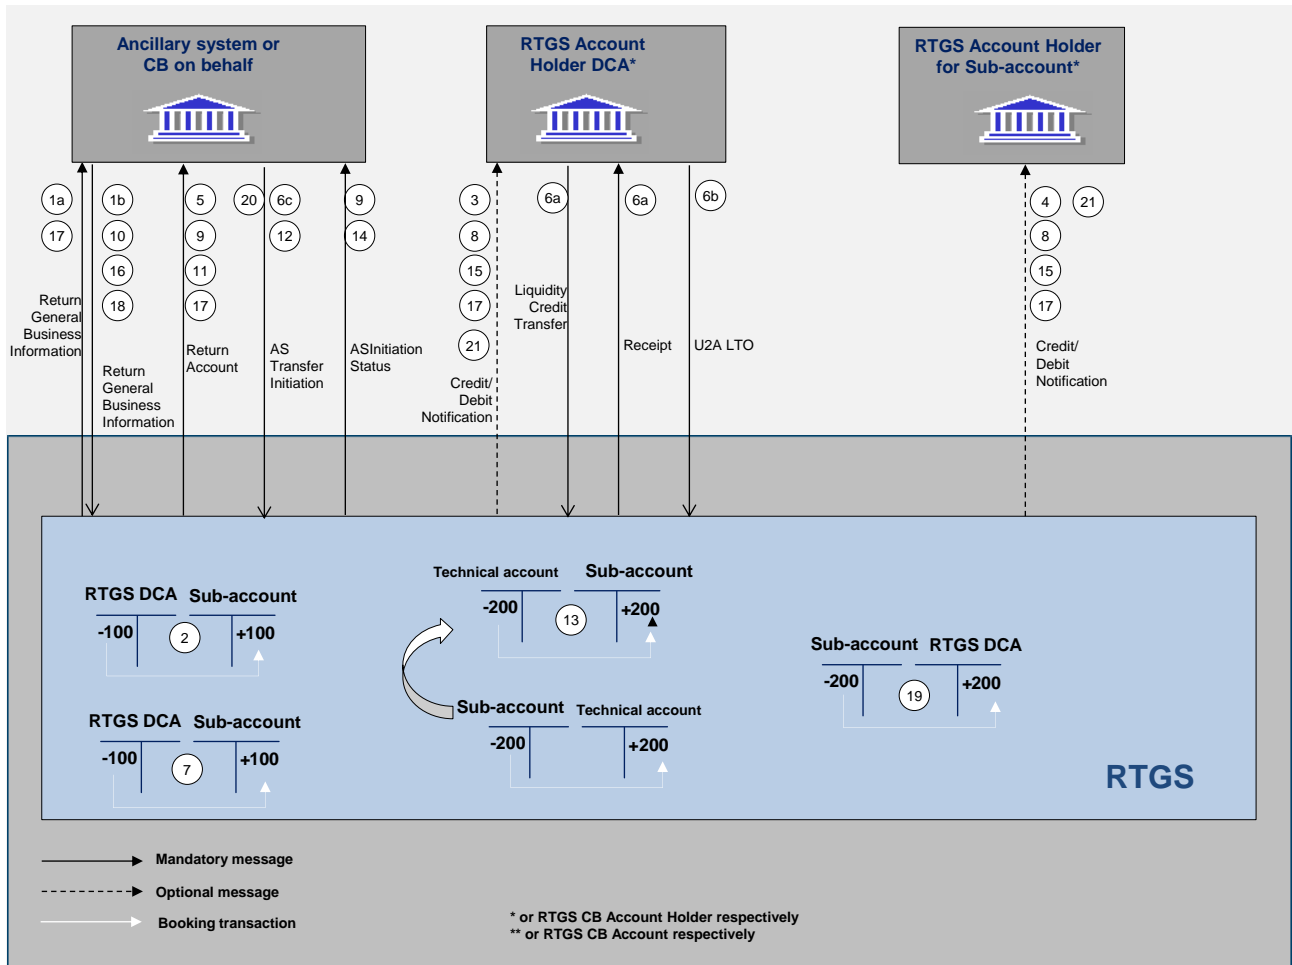 Ancillary system or
CB on behalf
RTGS Account
Holder DCA*
RTGS Account Holder
for Sub-account*
1a
17
Return
General
Business
Information
1b
10
16
18
Return
General
Business
Information
5
9
11
17
Return
Account
20
6c
12
AS
Transfer
Initiation
9
14
ASInitiation
Status
3
8
15
17
21
Credit/
Debit
Notification
6a
Liquidity
Credit
Transfer
6a
Receipt
6b
U2A LTO
4
21
8
15
17
Credit/
Debit
Notification
RTGS DCA Sub-account
-100 2 +100
RTGS DCA Sub-account
-100 7 +100
Technical account Sub-account
-200 13 +200
Sub-account Technical account
-200 +200
Sub-account RTGS DCA
-200 19 +200
RTGS
Mandatory message
Optional message
Booking transaction
* or RTGS CB Account Holder respectively
** or RTGS CB Account respectively